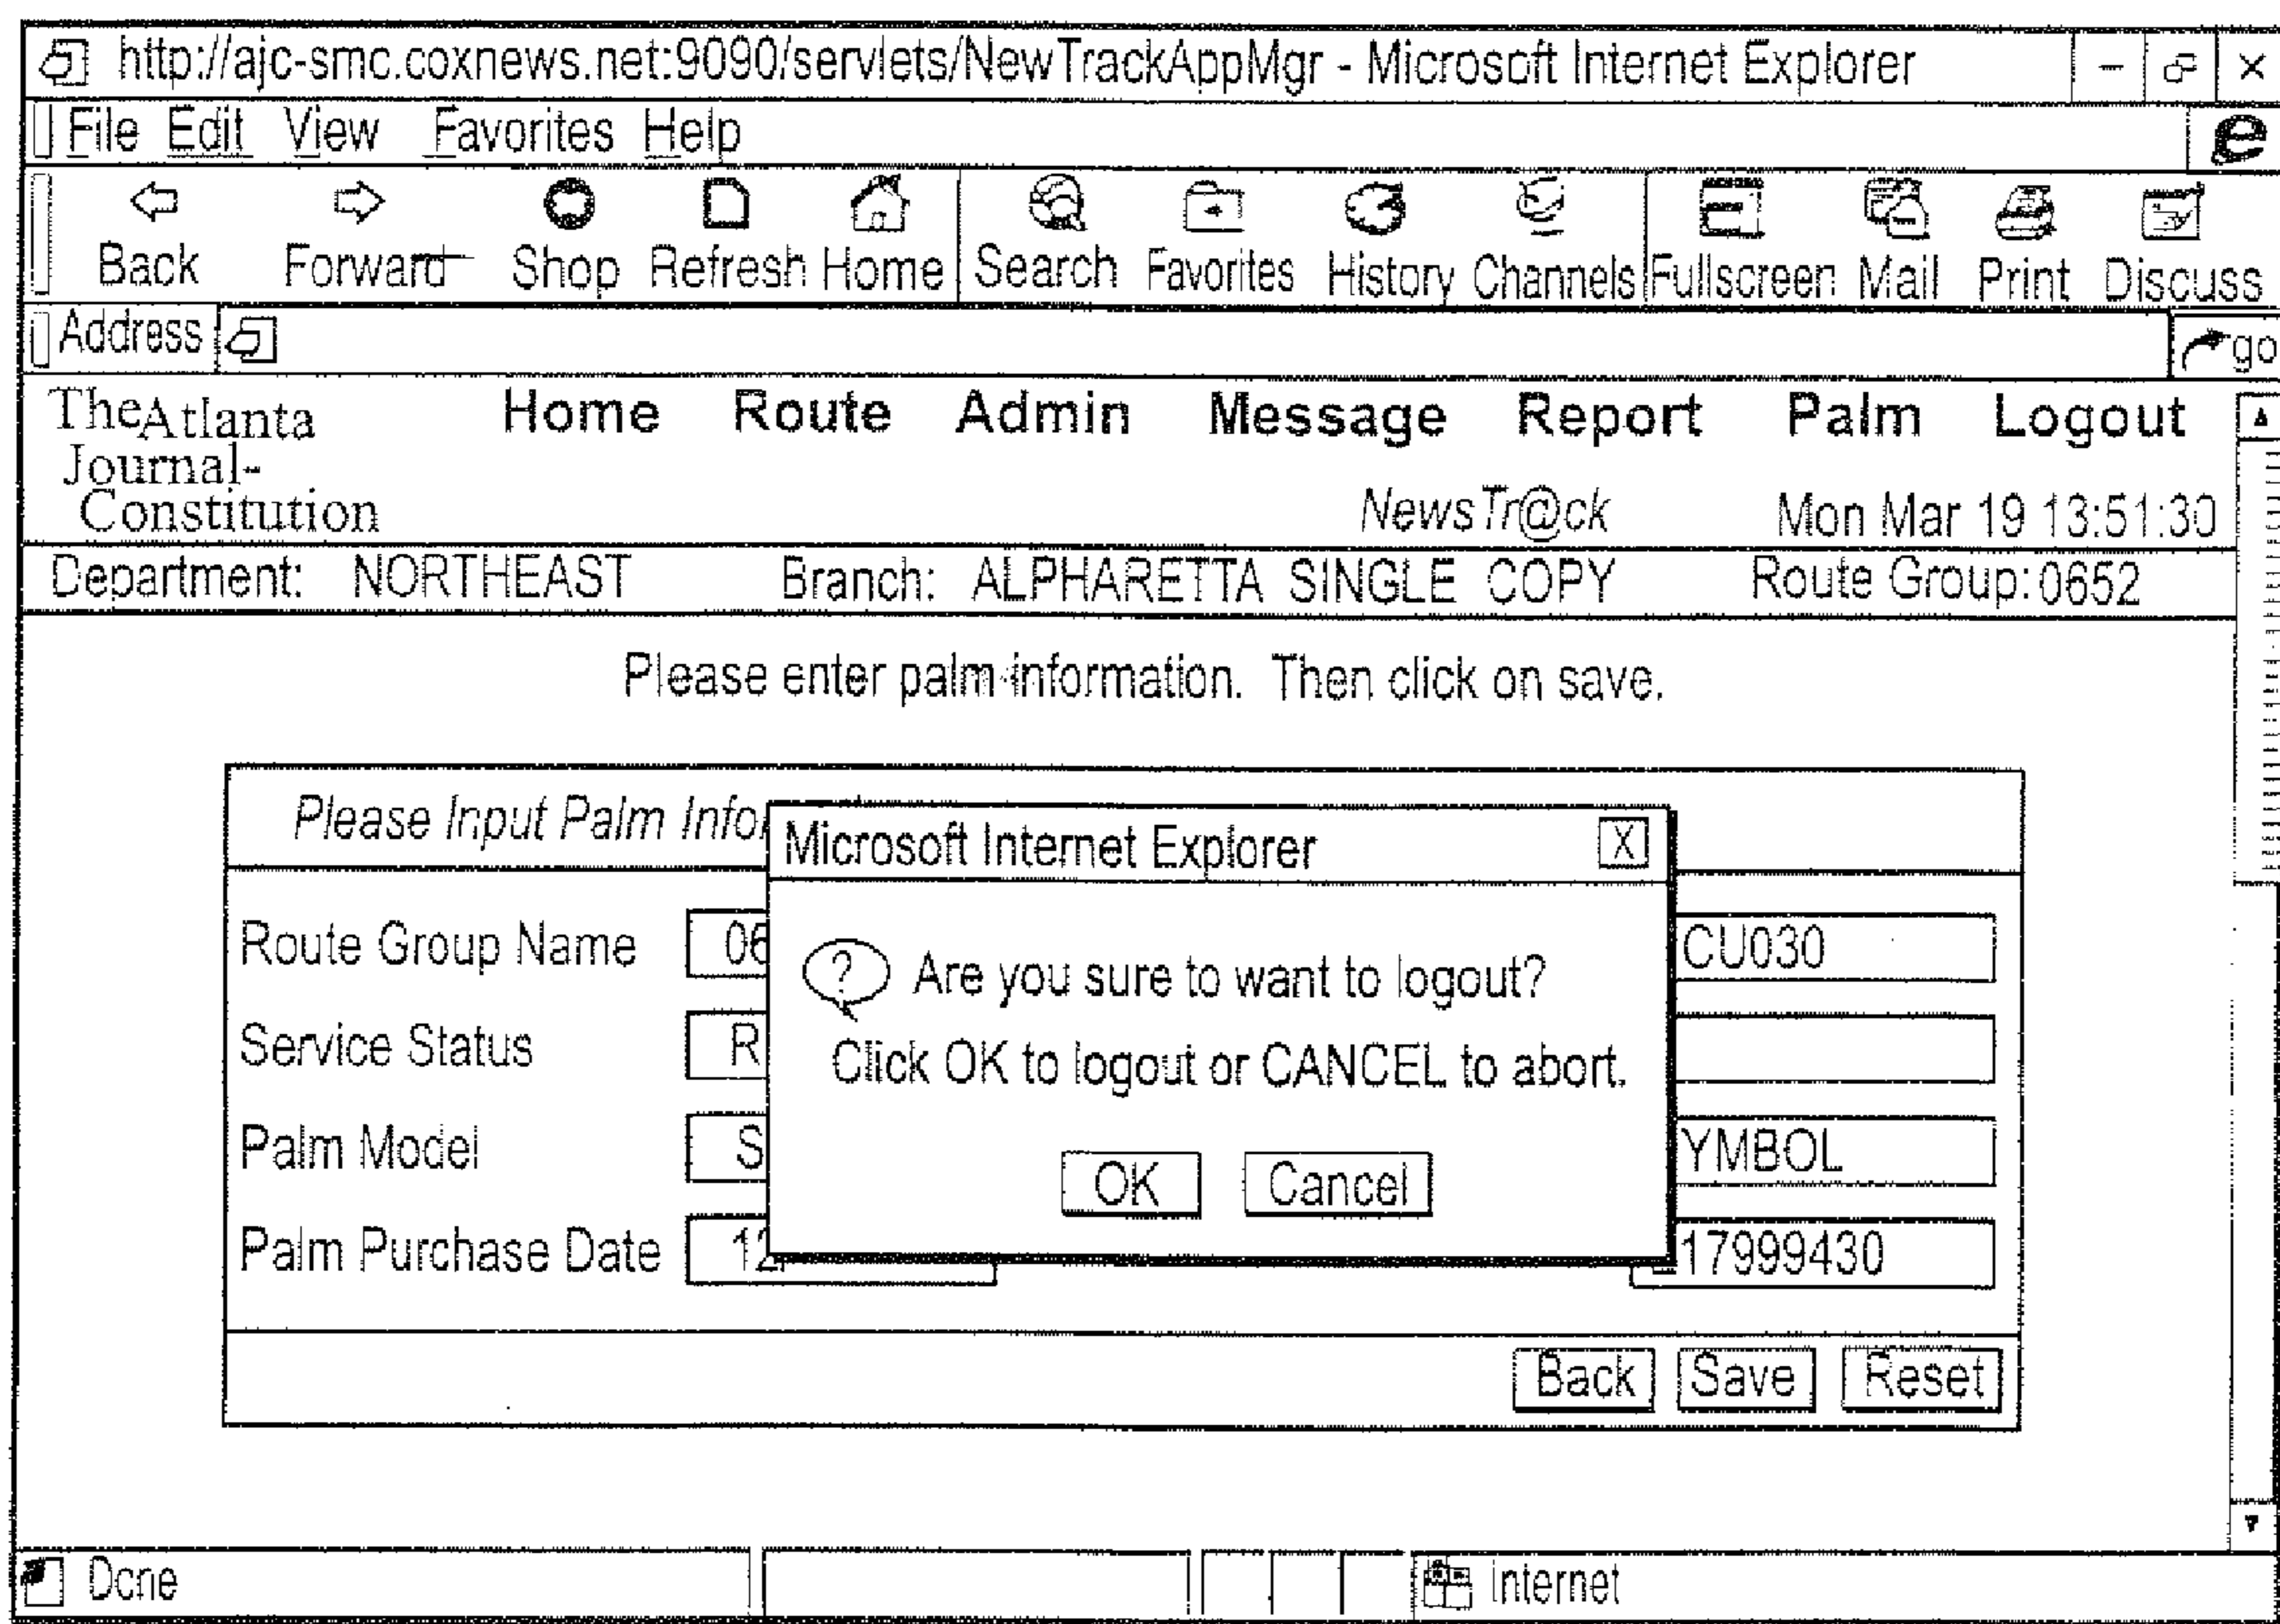 http://ajc-smc.coxnews.net:9090/servlets/NewTrackAppMgr - Microsoft Internet Explorer
File Edit View Favorites Help
Back Forward Shop Refresh Home Search Favorites History Channels Fullscreen Mail Print Discuss
Address go
The Atlanta
Journal-
Constitution
Home Route Admin Message Report Palm Logout
NewsTr@ck Mon Mar 19 13:51:30
Department: NORTHEAST Branch: ALPHARETTA SINGLE COPY Route Group: 0652
Please enter palm information. Then click on save.
Please Input Palm Infor
Microsoft Internet Explorer X
Route Group Name 06 CU030
? Are you sure to want to logout?
Service Status R
Click OK to logout or CANCEL to abort.
Palm Model S YMBOL
OK Cancel
Palm Purchase Date 12 17999430
Back Save Reset
Done Internet